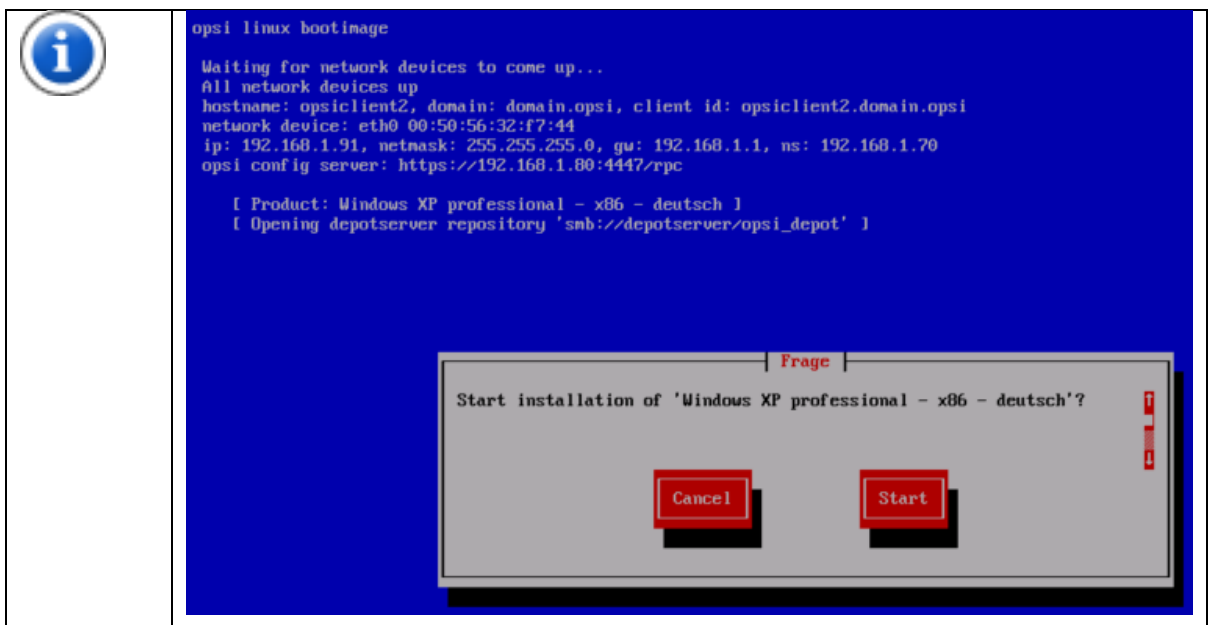 opsi linux bootimage
Waiting for network devices to come up...
All network devices up
hostname: opsiclient2, domain: domain.opsi, client id: opsiclient2.domain.opsi
network device: eth0 00:50:56:32:f7:44
ip: 192.168.1.91, netmask: 255.255.255.0, gw: 192.168.1.1, ns: 192.168.1.70
opsi config server: https://192.168.1.80:4447/rpc
[ Product: Windows XP professional - x86 - deutsch ]
[ Opening depotserver repository 'smb://depotserver/opsi_depot' ]
Frage
Start installation of 'Windows XP professional - x86 - deutsch'?
Cancel Start